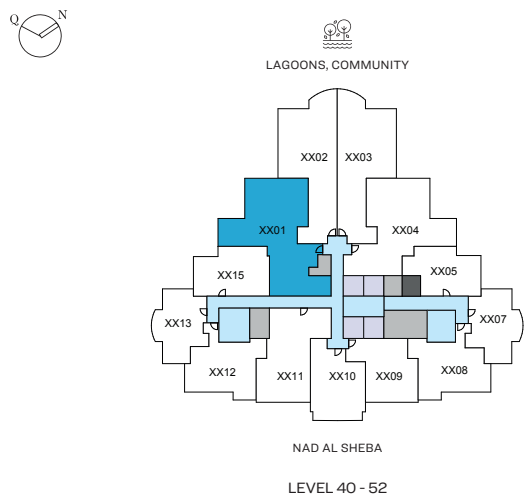 Q N
LAGOONS, COMMUNITY
XX02 XX03
XX01 XX04
XX15 XX05
XX13 XX07
XX12 XX11 XX10 XX09 XX08
NAD AL SHEBA
LEVEL 40 - 52